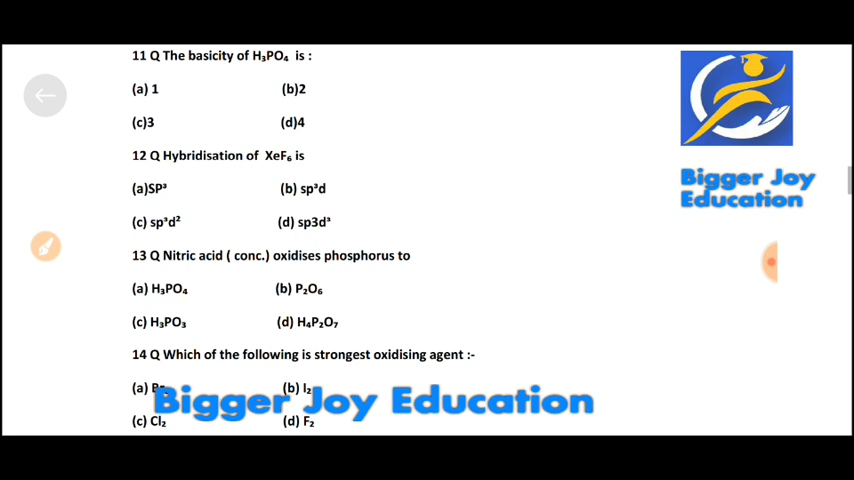 11 Q The basicity of H₃PO₄ is :
(a) 1 (b)2
(c)3 (d)4
12 Q Hybridisation of XeF₆ is
(a)SP³ (b) sp³d
(c) sp³d² (d) sp3d³
13 Q Nitric acid ( conc.) oxidises phosphorus to
(a) H₃PO₄ (b) P₂O₆
(c) H₃PO₃ (d) H₄P₂O₇
14 Q Which of the following is strongest oxidising agent :-
(a) (b) I₂
(c) Cl₂ (d) F₂
Bigger Joy
Education
Bigger Joy Education